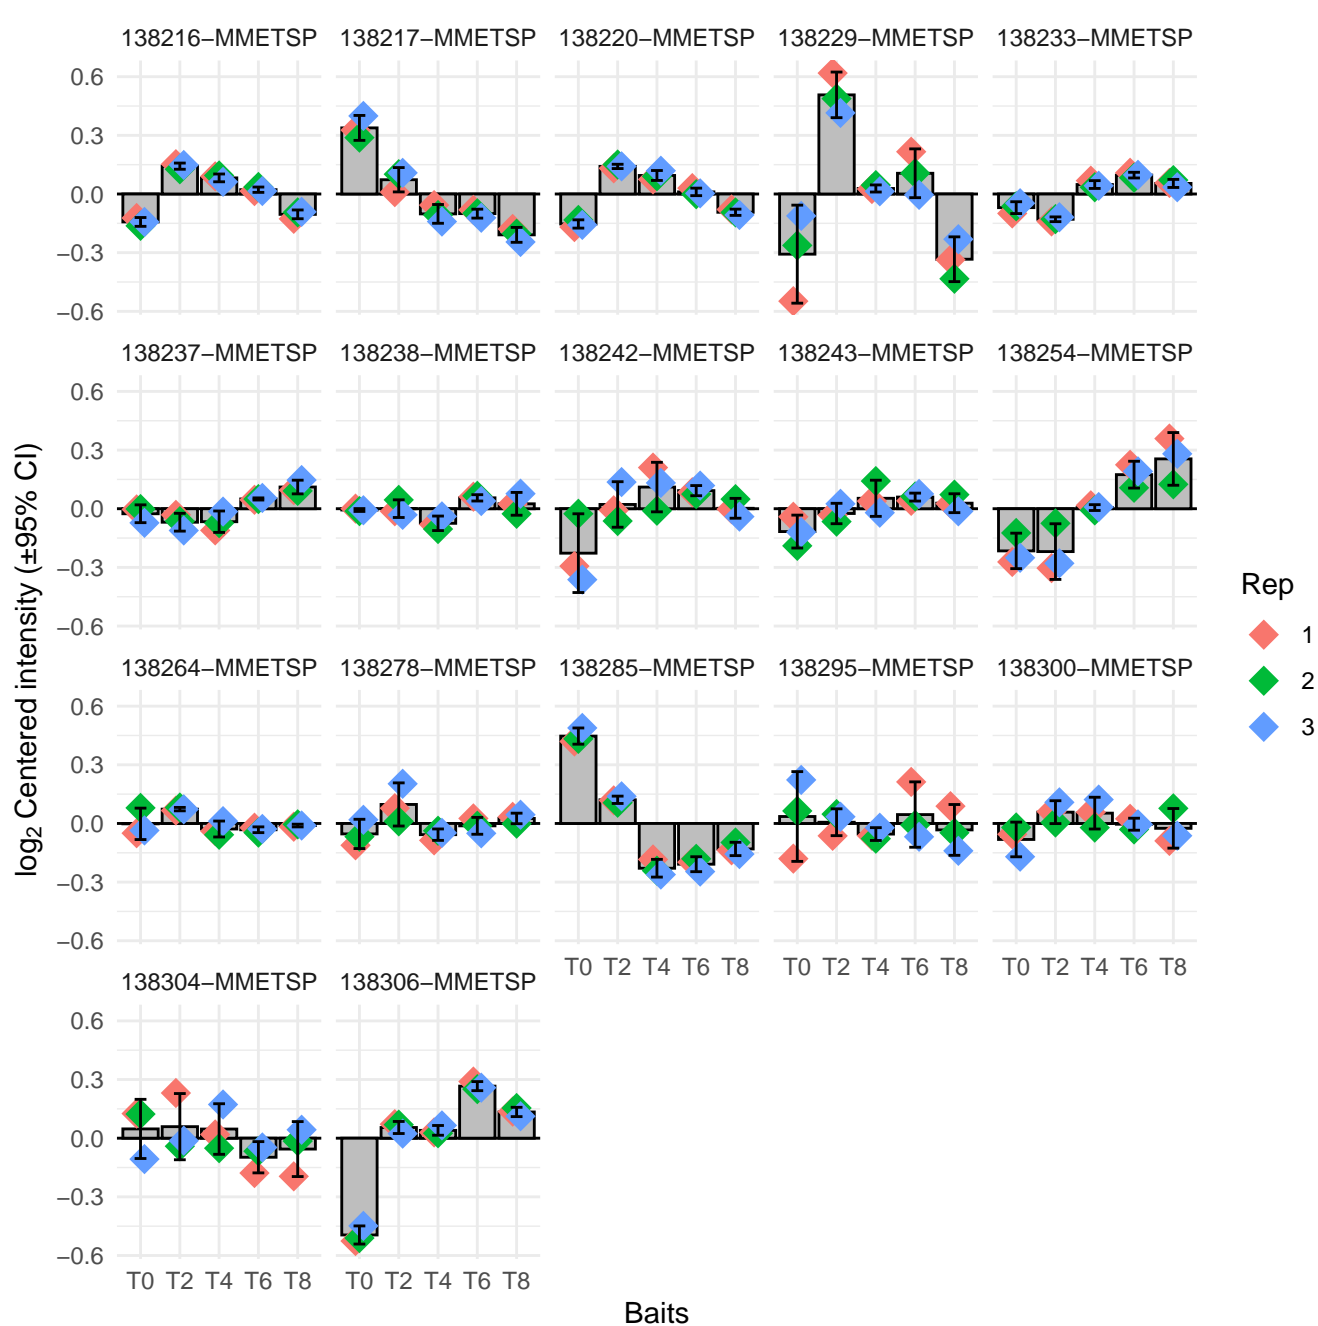 138216−MMETSP 138217−MMETSP 138220−MMETSP 138229−MMETSP 138233−MMETSP
0.6
0.3
0.0
−0.3
−0.6
138237−MMETSP 138238−MMETSP 138242−MMETSP 138243−MMETSP 138254−MMETSP
0.6
0.3
0.0
−0.3
−0.6
138264−MMETSP 138278−MMETSP 138285−MMETSP 138295−MMETSP 138300−MMETSP
0.6
0.3
0.0
−0.3
−0.6
T0 T2 T4 T6 T8 T0 T2 T4 T6 T8 T0 T2 T4 T6 T8
138304−MMETSP 138306−MMETSP
0.6
0.3
0.0
−0.3
−0.6
T0 T2 T4 T6 T8 T0 T2 T4 T6 T8
Baits
log2 Centered intensity (±95% CI)
Rep
1
2
3